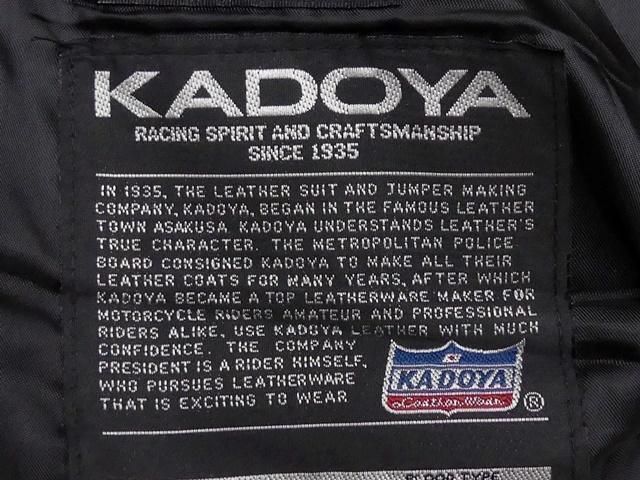 KADOYA
RACING SPIRIT AND CRAFTSMANSHIP
SINCE 1935
IN 1935, THE LEATHER SUIT AND JUMPER MAKING
COMPANY, KADOYA, BEGAN IN THE FAMOUS LEATHER
TOWN ASAKUSA. KADOYA UNDERSTANDS LEATHER'S
TRUE CHARACTER. THE METROPOLITAN POLICE
BOARD CONSIGNED KADOYA TO MAKE ALL THEIR
LEATHER COATS FOR MANY YEARS, AFTER WHICH
KADOYA BECAME A TOP LEATHERWARE MAKER FOR
MOTORCYCLE RIDERS AMATEUR AND PROFESSIONAL
RIDERS ALIKE, USE KADOYA LEATHER WITH MUCH
CONFIDENCE. THE COMPANY
PRESIDENT IS A RIDER HIMSELF,
WHO PURSUES LEATHERWARE
THAT IS EXCITING TO WEAR
KADOYA
Leather Wear
®
BLOOD TYPE